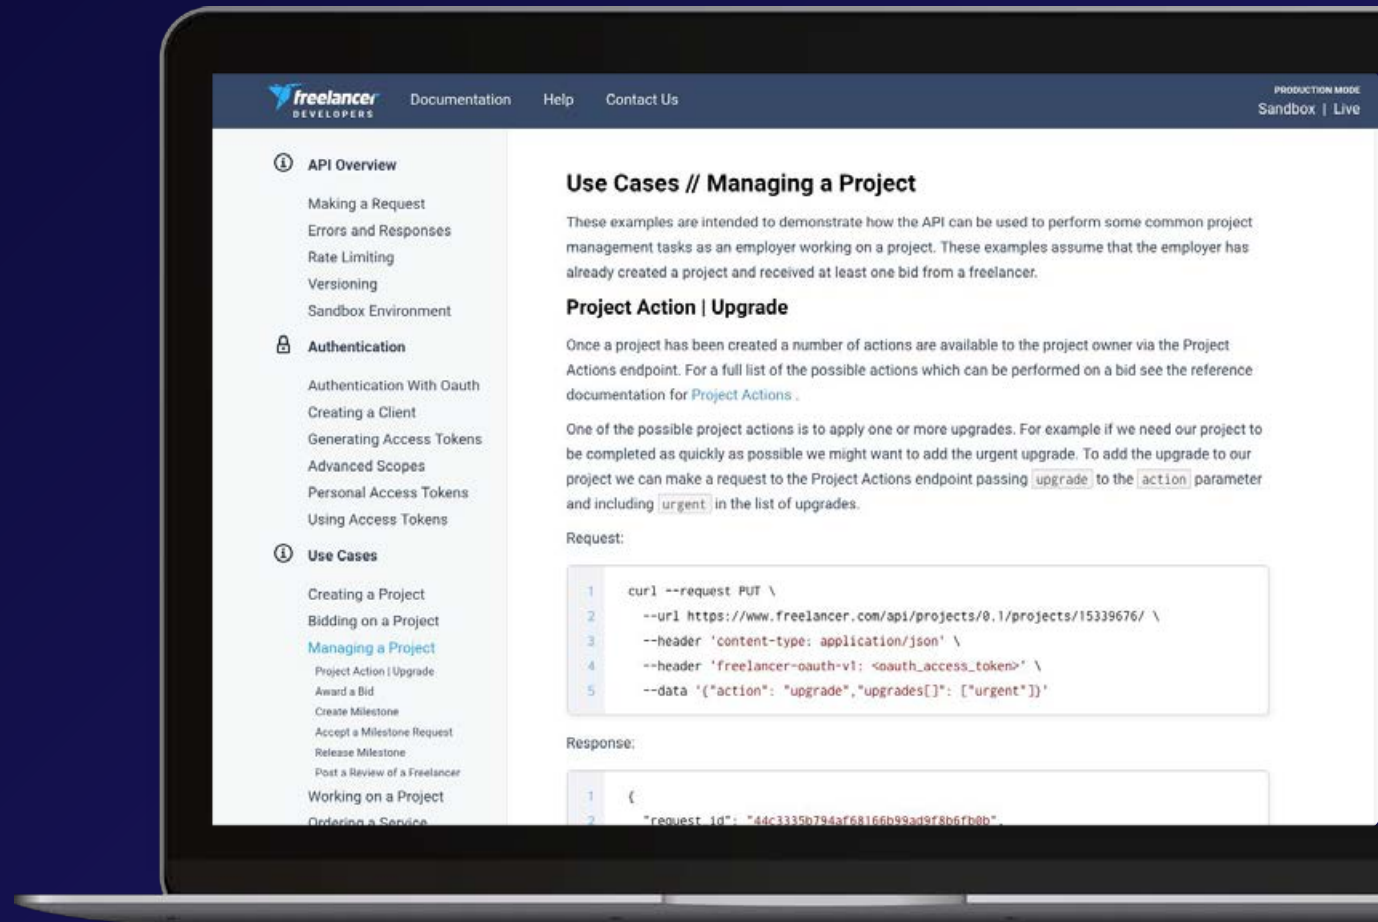 freelancer
DEVELOPERS
Documentation
Help
Contact Us
PRODUCTION MODE
Sandbox | Live
API Overview
Making a Request
Errors and Responses
Rate Limiting
Versioning
Sandbox Environment
Authentication
Authentication With Oauth
Creating a Client
Generating Access Tokens
Advanced Scopes
Personal Access Tokens
Using Access Tokens
Use Cases
Creating a Project
Bidding on a Project
Managing a Project
Project Action | Upgrade
Award a Bid
Create Milestone
Accept a Milestone Request
Release Milestone
Post a Review of a Freelancer
Working on a Project
Ordering a Service
Use Cases // Managing a Project
These examples are intended to demonstrate how the API can be used to perform some common project
management tasks as an employer working on a project. These examples assume that the employer has
already created a project and received at least one bid from a freelancer.
Project Action | Upgrade
Once a project has been created a number of actions are available to the project owner via the Project
Actions endpoint. For a full list of the possible actions which can be performed on a bid see the reference
documentation for Project Actions .
One of the possible project actions is to apply one or more upgrades. For example if we need our project to
be completed as quickly as possible we might want to add the urgent upgrade. To add the upgrade to our
project we can make a request to the Project Actions endpoint passing upgrade to the action parameter
and including urgent in the list of upgrades.
Request:
1 curl --request PUT \
2 --url https://www.freelancer.com/api/projects/0.1/projects/15339676/ \
3 --header 'content-type: application/json' \
4 --header 'freelancer-oauth-v1: <oauth_access_token>' \
5 --data '{"action": "upgrade","upgrades[]": ["urgent"]}'
Response:
1 {
2 "request_id": "44c3335b794af68166b99ad9f8b6fb0b",